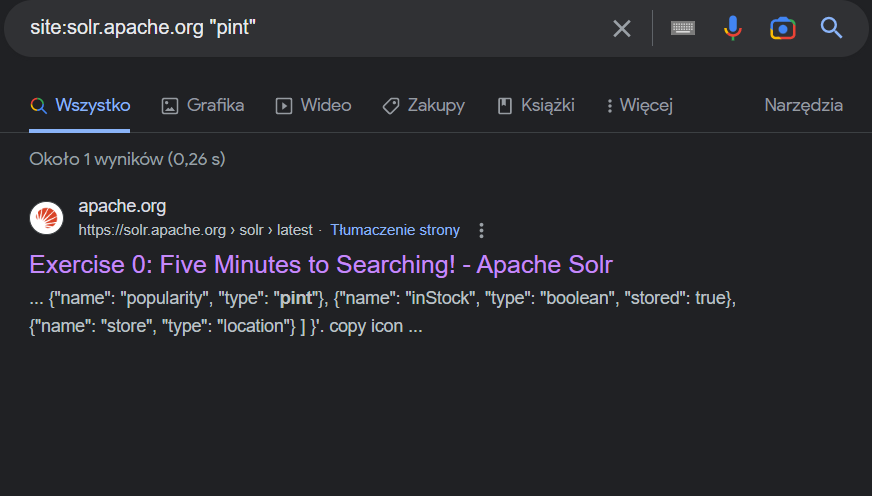 site:solr.apache.org "pint"
Wszystko Grafika Wideo Zakupy Książki Więcej Narzędzia
Około 1 wyników (0,26 s)
apache.org
https://solr.apache.org › solr › latest · Tłumaczenie strony
Exercise 0: Five Minutes to Searching! - Apache Solr
... {"name": "popularity", "type": "pint"}, {"name": "inStock", "type": "boolean", "stored": true},
{"name": "store", "type": "location"} ] }'. copy icon ...